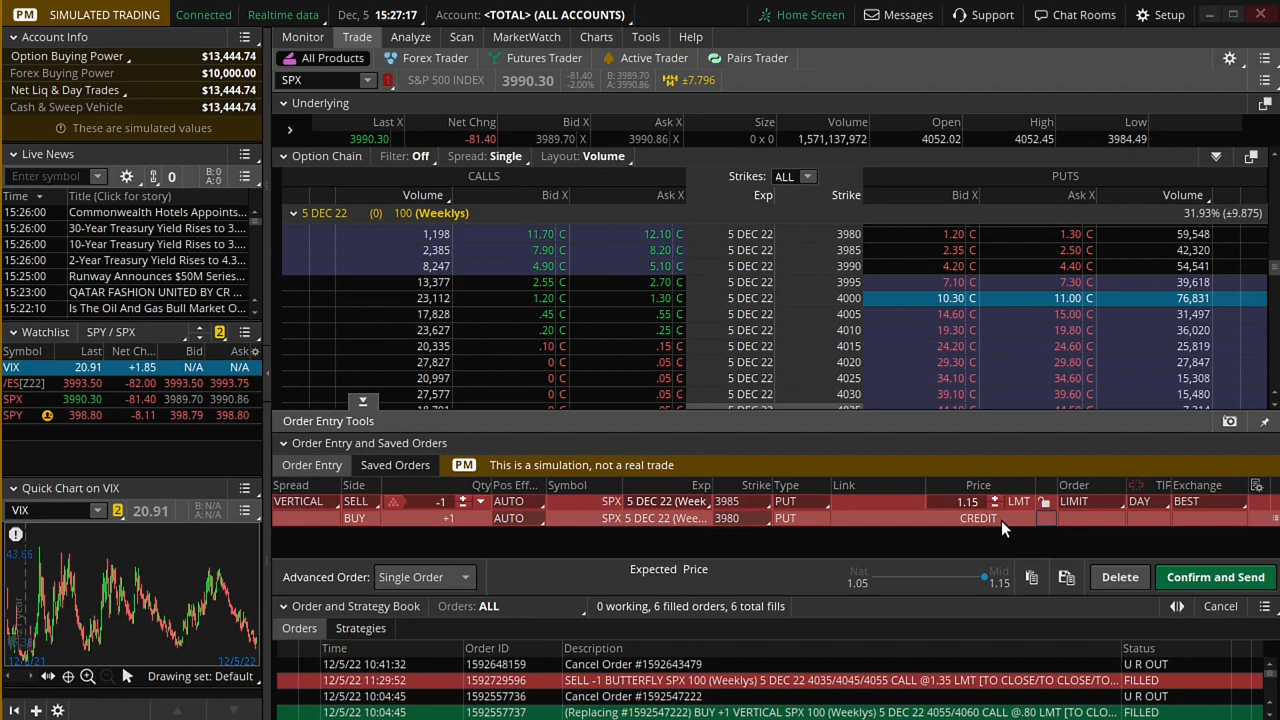 PM SIMULATED TRADING Connected Realtime data Dec, 5 15:27:17 Account: <TOTAL> (ALL ACCOUNTS) Home Screen Messages Support Chat Rooms Setup
Account Info
Option Buying Power $13,444.74
Forex Buying Power $10,000.00
Net Liq & Day Trades $13,444.74
Cash & Sweep Vehicle $13,444.74
These are simulated values
Live News
Enter symbol 0 B: 0 A: 0
Time Title (Click for story)
15:26:00 Commonwealth Hotels Appoints...
15:26:00 30-Year Treasury Yield Rises to 3...
15:26:00 10-Year Treasury Yield Rises to 3...
15:26:00 2-Year Treasury Yield Rises to 4.3...
15:25:00 Runway Announces $50M Series...
15:23:00 QATAR FASHION UNITED BY CR ...
15:22:10 Is The Oil And Gas Bull Market O...
Watchlist SPY / SPX 2
Symbol Last Net Ch... Bid Ask
VIX 20.91 +1.85 N/A N/A
/ES[Z22] 3993.50 -82.00 3993.50 3993.75
SPX 3990.30 -81.40 3989.70 3990.86
SPY 398.80 -8.11 398.79 398.80
Quick Chart on VIX
VIX 2 20.91 B: N/A A: N/A
43.66
1 Year
12/5/21 12/5/22
Drawing set: Default
Monitor Trade Analyze Scan MarketWatch Charts Tools Help
All Products Forex Trader Futures Trader Active Trader Pairs Trader
SPX S&P 500 INDEX 3990.30 -81.40 -2.00% B: 3989.70 A: 3990.86 ±7.796
Underlying
Last X Net Chng Bid X Ask X Size Volume Open High Low
3990.30 -81.40 3989.70 X 3990.86 X 0 x 0 1,571,137,972 4052.02 4052.45 3984.49
Option Chain Filter: Off Spread: Single Layout: Volume
CALLS Strikes: ALL PUTS
Volume Bid X Ask X Exp Strike Bid X Ask X Volume
5 DEC 22 (0) 100 (Weeklys) 31.93% (±9.875)
1,198 11.70 C 12.10 C 5 DEC 22 3980 1.20 C 1.30 C 59,548
2,385 7.90 C 8.20 C 5 DEC 22 3985 2.35 C 2.50 C 42,320
8,247 4.90 C 5.10 C 5 DEC 22 3990 4.20 C 4.40 C 54,541
13,377 2.55 C 2.70 C 5 DEC 22 3995 7.10 C 7.30 C 39,618
23,112 1.20 C 1.30 C 5 DEC 22 4000 10.30 C 11.00 C 76,831
17,828 .45 C .55 C 5 DEC 22 4005 14.60 C 15.00 C 31,497
23,627 .20 C .25 C 5 DEC 22 4010 19.30 C 19.80 C 36,020
20,335 .10 C .15 C 5 DEC 22 4015 24.20 C 24.60 C 25,819
27,827 0 C .05 C 5 DEC 22 4020 29.30 C 29.80 C 27,847
20,997 0 C .05 C 5 DEC 22 4025 34.10 C 34.60 C 15,308
27,577 0 C .05 C 5 DEC 22 4030 39.10 C 39.60 C 15,480
Order Entry Tools
Order Entry and Saved Orders
Order Entry Saved Orders PM This is a simulation, not a real trade
Spread Side Qty Pos Eff... Symbol Exp Strike Type Link Price Order TIF Exchange
VERTICAL SELL -1 AUTO SPX 5 DEC 22 (Week 3985 PUT 1.15 LMT LIMIT DAY BEST
BUY +1 AUTO SPX 5 DEC 22 (Wee... 3980 PUT CREDIT
Advanced Order: Single Order Expected Price Nat 1.05 Mid 1.15 Delete Confirm and Send
Order and Strategy Book Orders: ALL 0 working, 6 filled orders, 6 total fills Cancel
Orders Strategies
Time Order ID Description Status
12/5/22 10:41:32 1592648159 Cancel Order #1592643479 U R OUT
12/5/22 11:29:52 1592729596 SELL -1 BUTTERFLY SPX 100 (Weeklys) 5 DEC 22 4035/4045/4055 CALL @1.35 LMT [TO CLOSE/TO CLOSE/TO... FILLED
12/5/22 10:04:45 1592557722 Cancel Order #1592547222 U R OUT
12/5/22 10:04:45 1592557737 (Replacing #1592547222) BUY +1 VERTICAL SPX 100 (Weeklys) 5 DEC 22 4055/4060 CALL @.80 LMT [TO CLO... FILLED